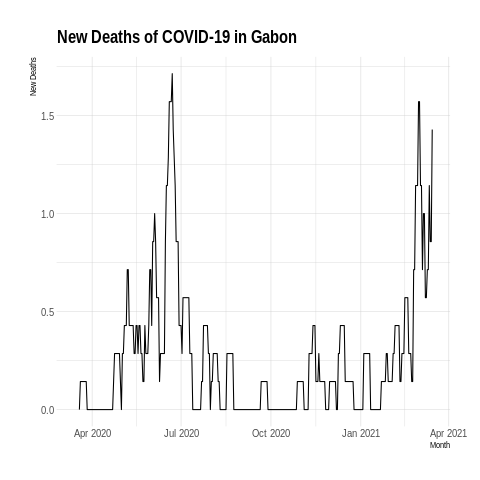 New Deaths of COVID-19 in Gabon
New Deaths
1.5
1.0
0.5
0.0
Apr 2020 Jul 2020 Oct 2020 Jan 2021 Apr 2021
Month